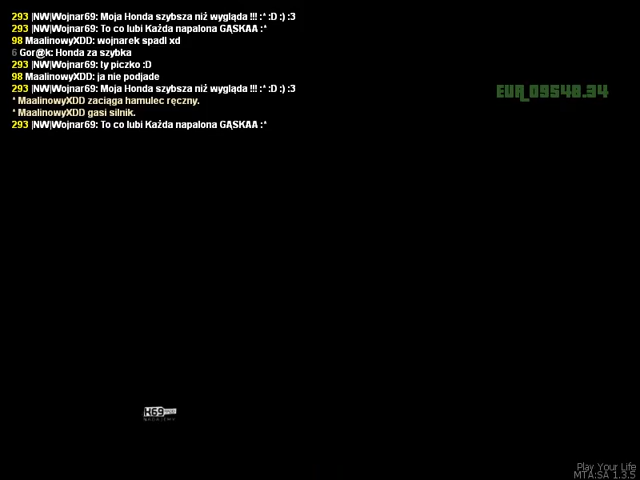 293 |NW|Wojnar69: Moja Honda szybsza niż wygląda !!! :* :D :) :3
293 |NW|Wojnar69: To co lubi Każda napalona GĄSKAA :*
98 MaalinowyXDD: wojnarek spadl xd
6 Gor@k: Honda za szybka
293 |NW|Wojnar69: ty piczko :D
98 MaalinowyXDD: ja nie podjade
293 |NW|Wojnar69: Moja Honda szybsza niż wygląda !!! :* :D :) :3
* MaalinowyXDD zaciąga hamulec ręczny.
* MaalinowyXDD gasi silnik.
293 |NW|Wojnar69: To co lubi Każda napalona GĄSKAA :*
EUR_09548.34
H69
Play Your Life
MTA:SA 1.3.5